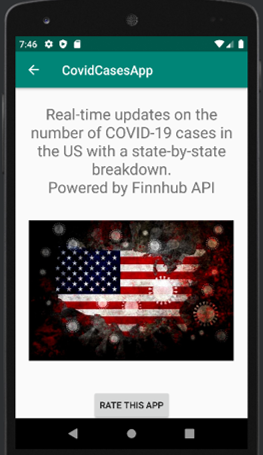 7:46
CovidCasesApp
Real-time updates on the
number of COVID-19 cases in
the US with a state-by-state
breakdown.
Powered by Finnhub API
RATE THIS APP